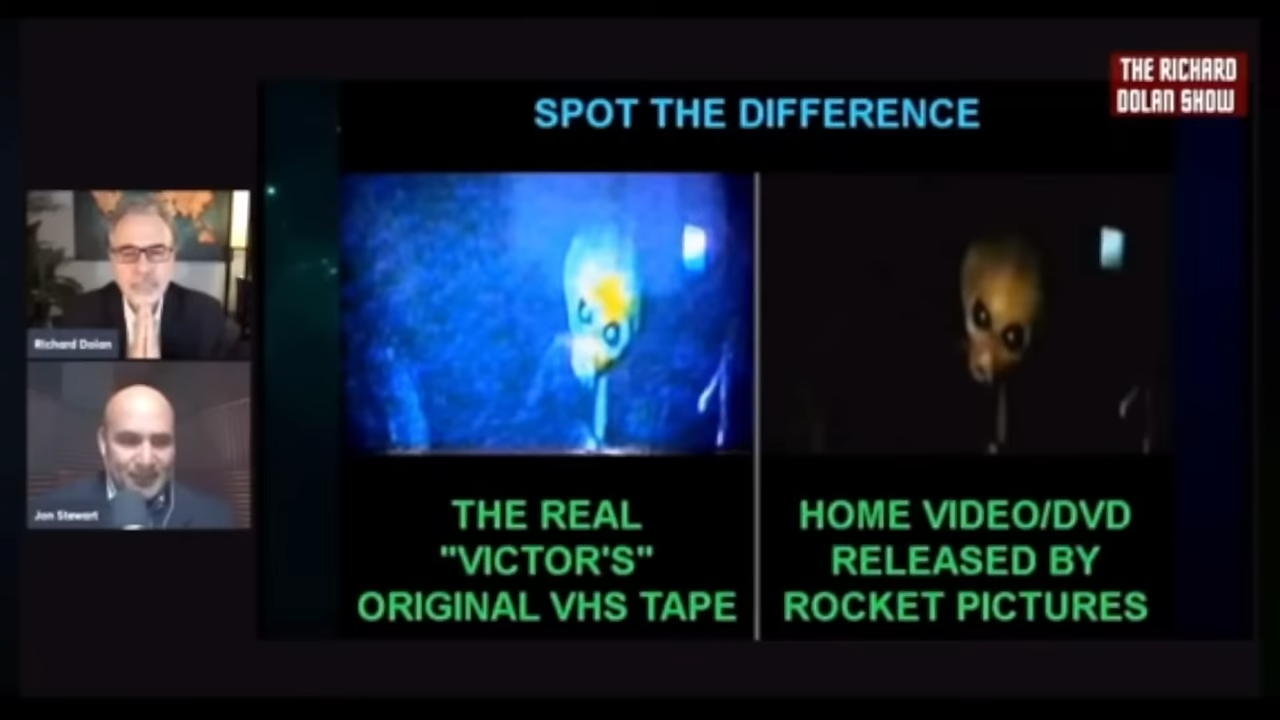 THE RICHARD
DOLAN SHOW
SPOT THE DIFFERENCE
Richard Dolan
Jon Stewart
THE REAL
"VICTOR'S"
ORIGINAL VHS TAPE
HOME VIDEO/DVD
RELEASED BY
ROCKET PICTURES